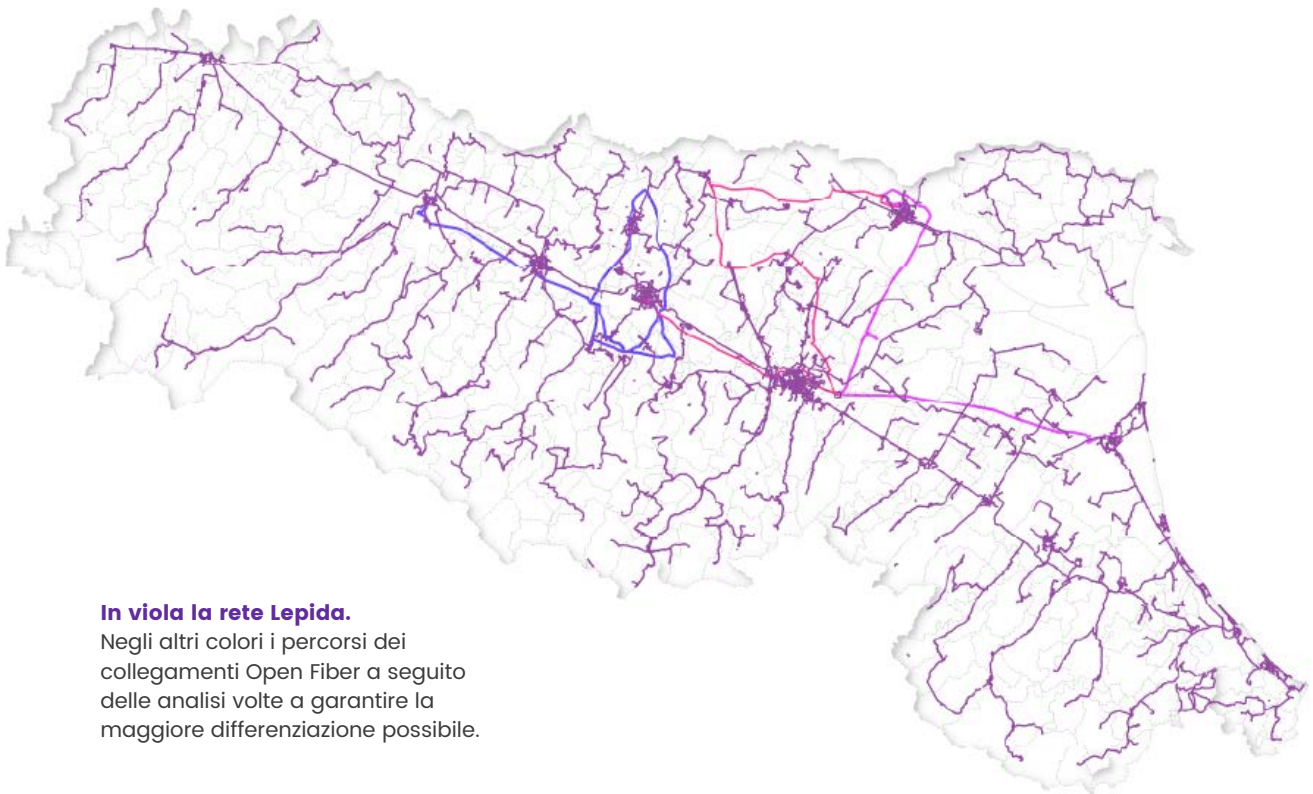 In viola la rete Lepida.
Negli altri colori i percorsi dei
collegamenti Open Fiber a seguito
delle analisi volte a garantire la
maggiore differenziazione possibile.